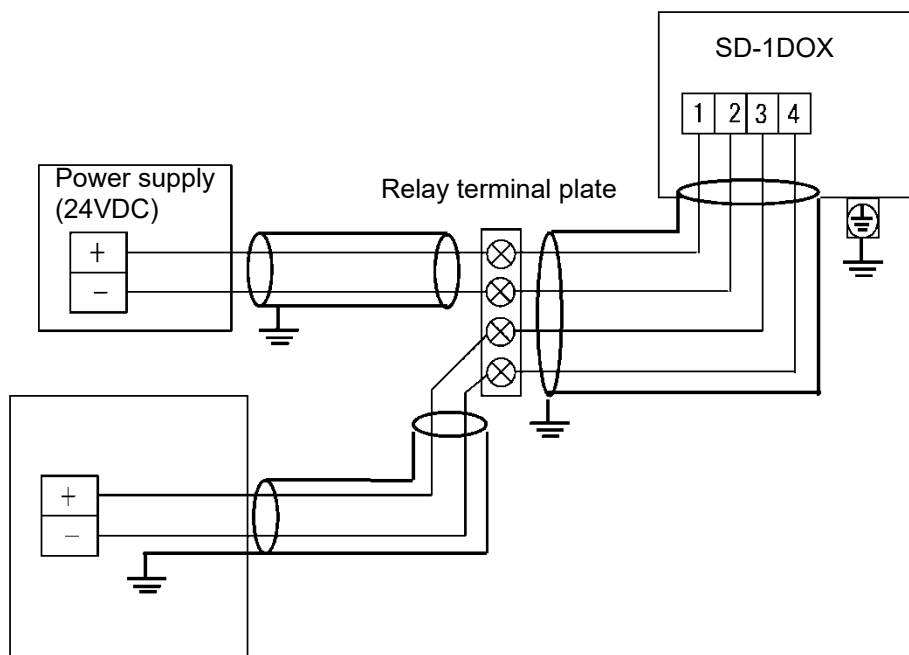 SD-1DOX
1 2 3 4
Power supply
(24VDC)
Relay terminal plate
+
−
+
−